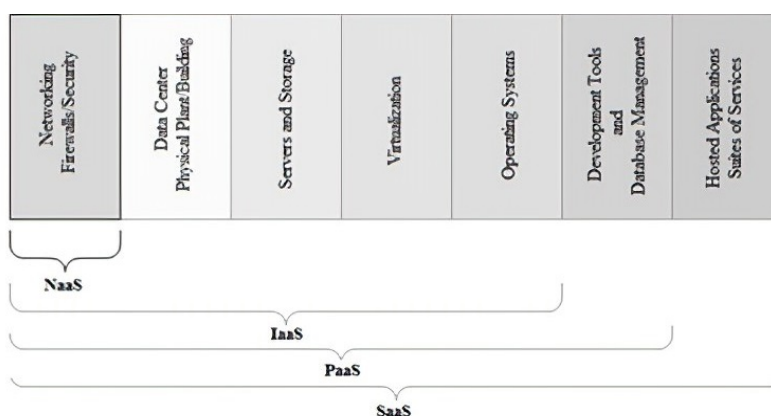 Networking
Firewalls/Security
Data Center
Physical Plant/Building
Servers and Storage
Virtualization
Operating Systems
Development Tools
and
Database Management
Hosted Applications
Suites of Services
NaaS
IaaS
PaaS
SaaS